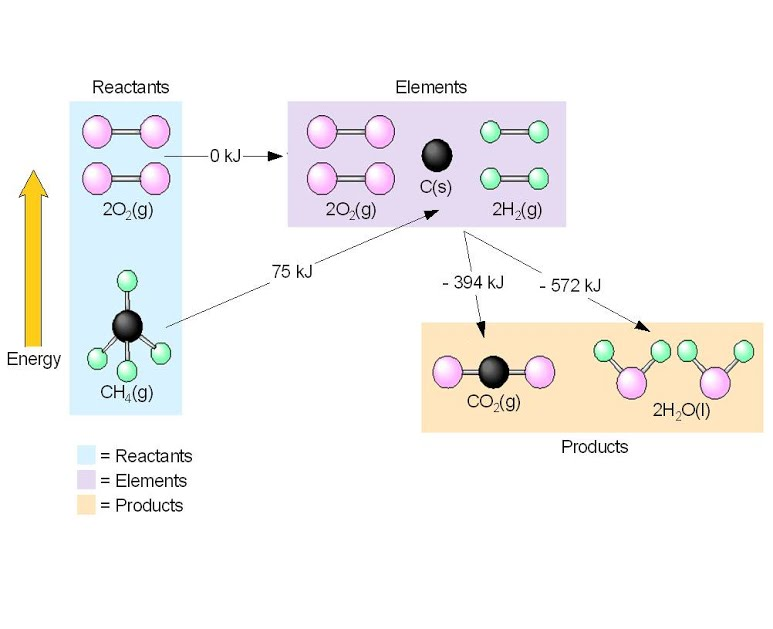 Reactants
Elements
0 kJ
2O₂(g)
2O₂(g)
C(s)
2H₂(g)
75 kJ
- 394 kJ
- 572 kJ
Energy
CH₄(g)
CO₂(g)
2H₂O(l)
Products
= Reactants
= Elements
= Products